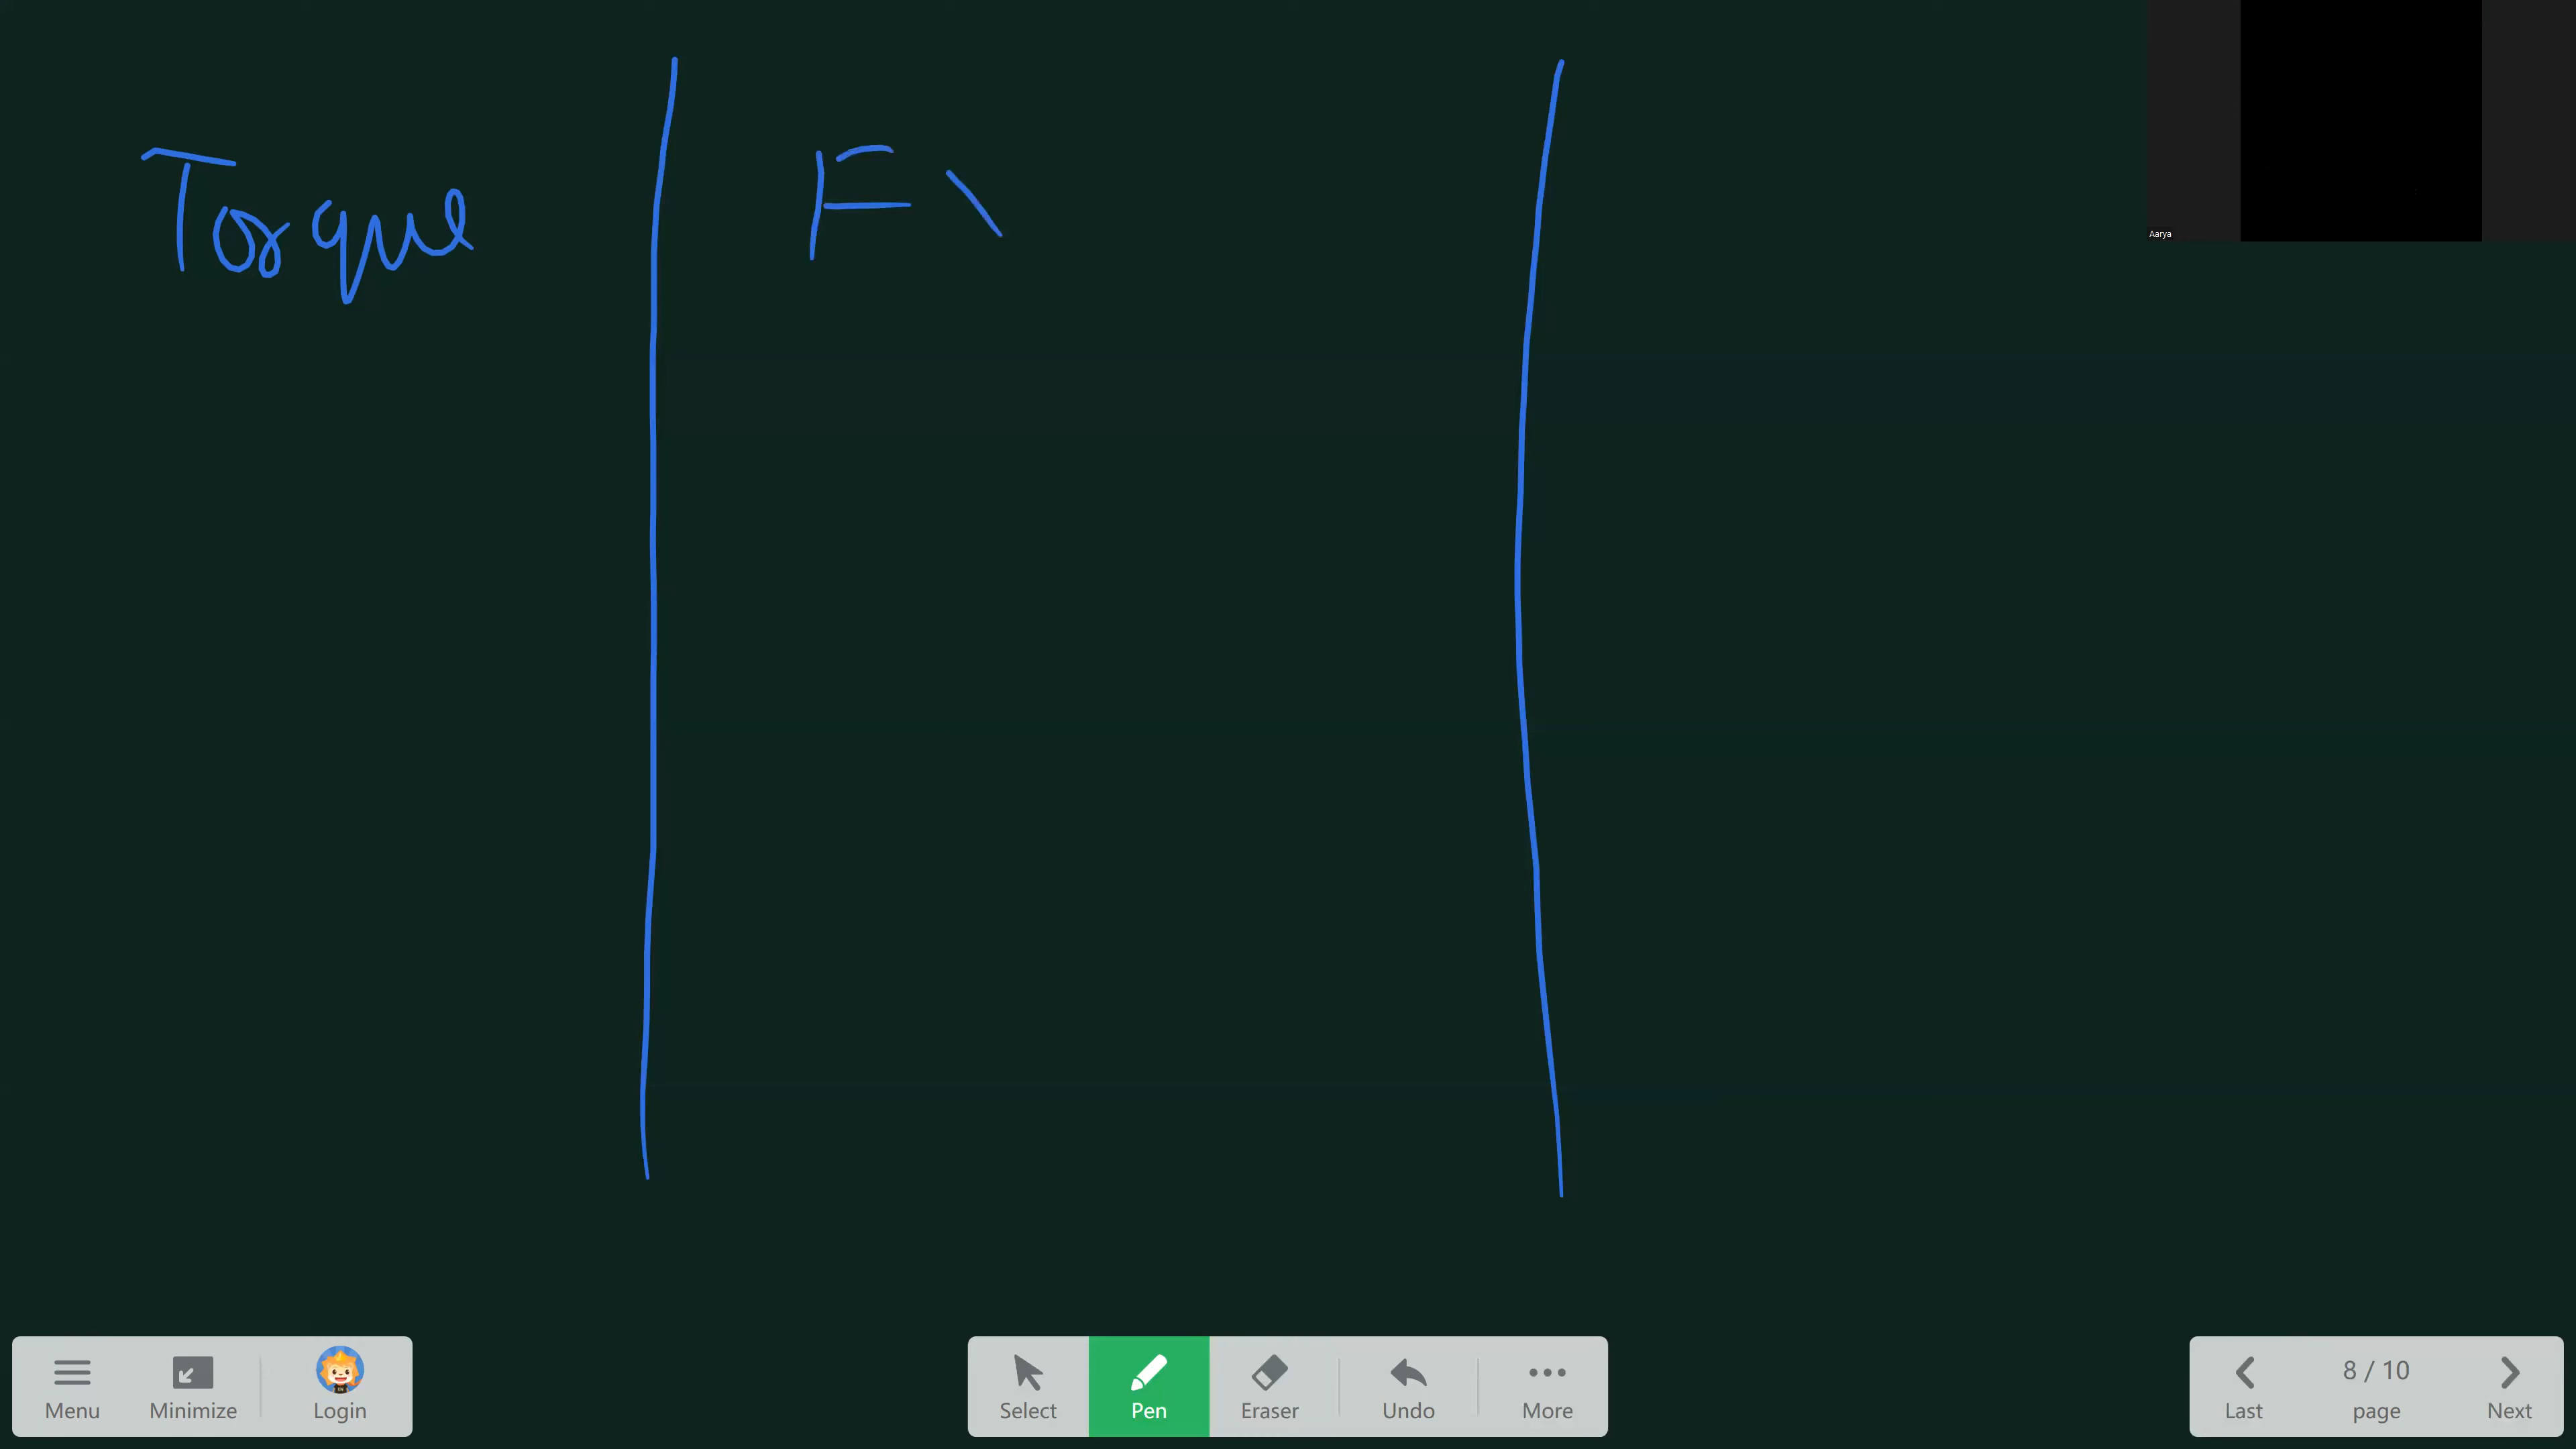 Torque
Aarya
Menu
Minimize
Login
Select
Pen
Eraser
Undo
More
8 / 10
Last
page
Next